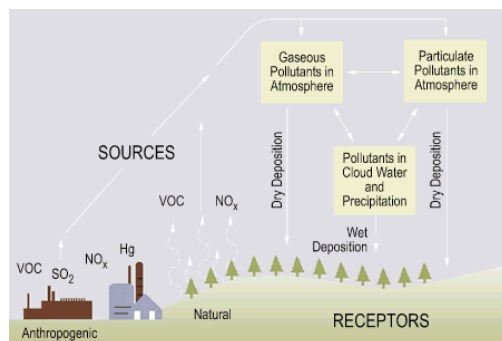 Gaseous
Pollutants in
Atmosphere
Particulate
Pollutants in
Atmosphere
SOURCES
Dry Deposition
Pollutants in
Cloud Water
and
Precipitation
Dry Deposition
VOC
NOₓ
Wet
Deposition
VOC
SO₂
NOₓ
Hg
Anthropogenic
Natural
RECEPTORS